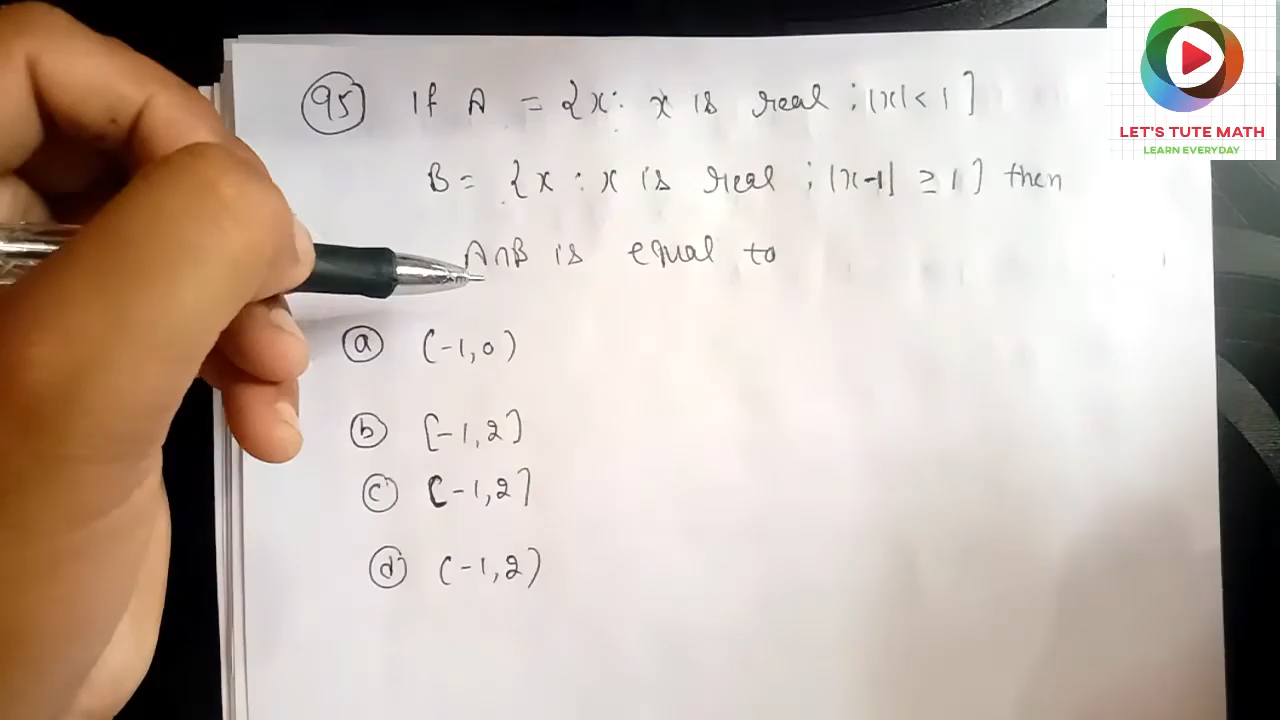 95 If A = {x: x is real ; |x| < 1]
B = {x : x is real ; |x-1| ≥ 1] then
A∩B is equal to
a (-1,0)
b [-1,2]
c (-1,2]
d (-1,2)
LET'S TUTE MATH
LEARN EVERYDAY